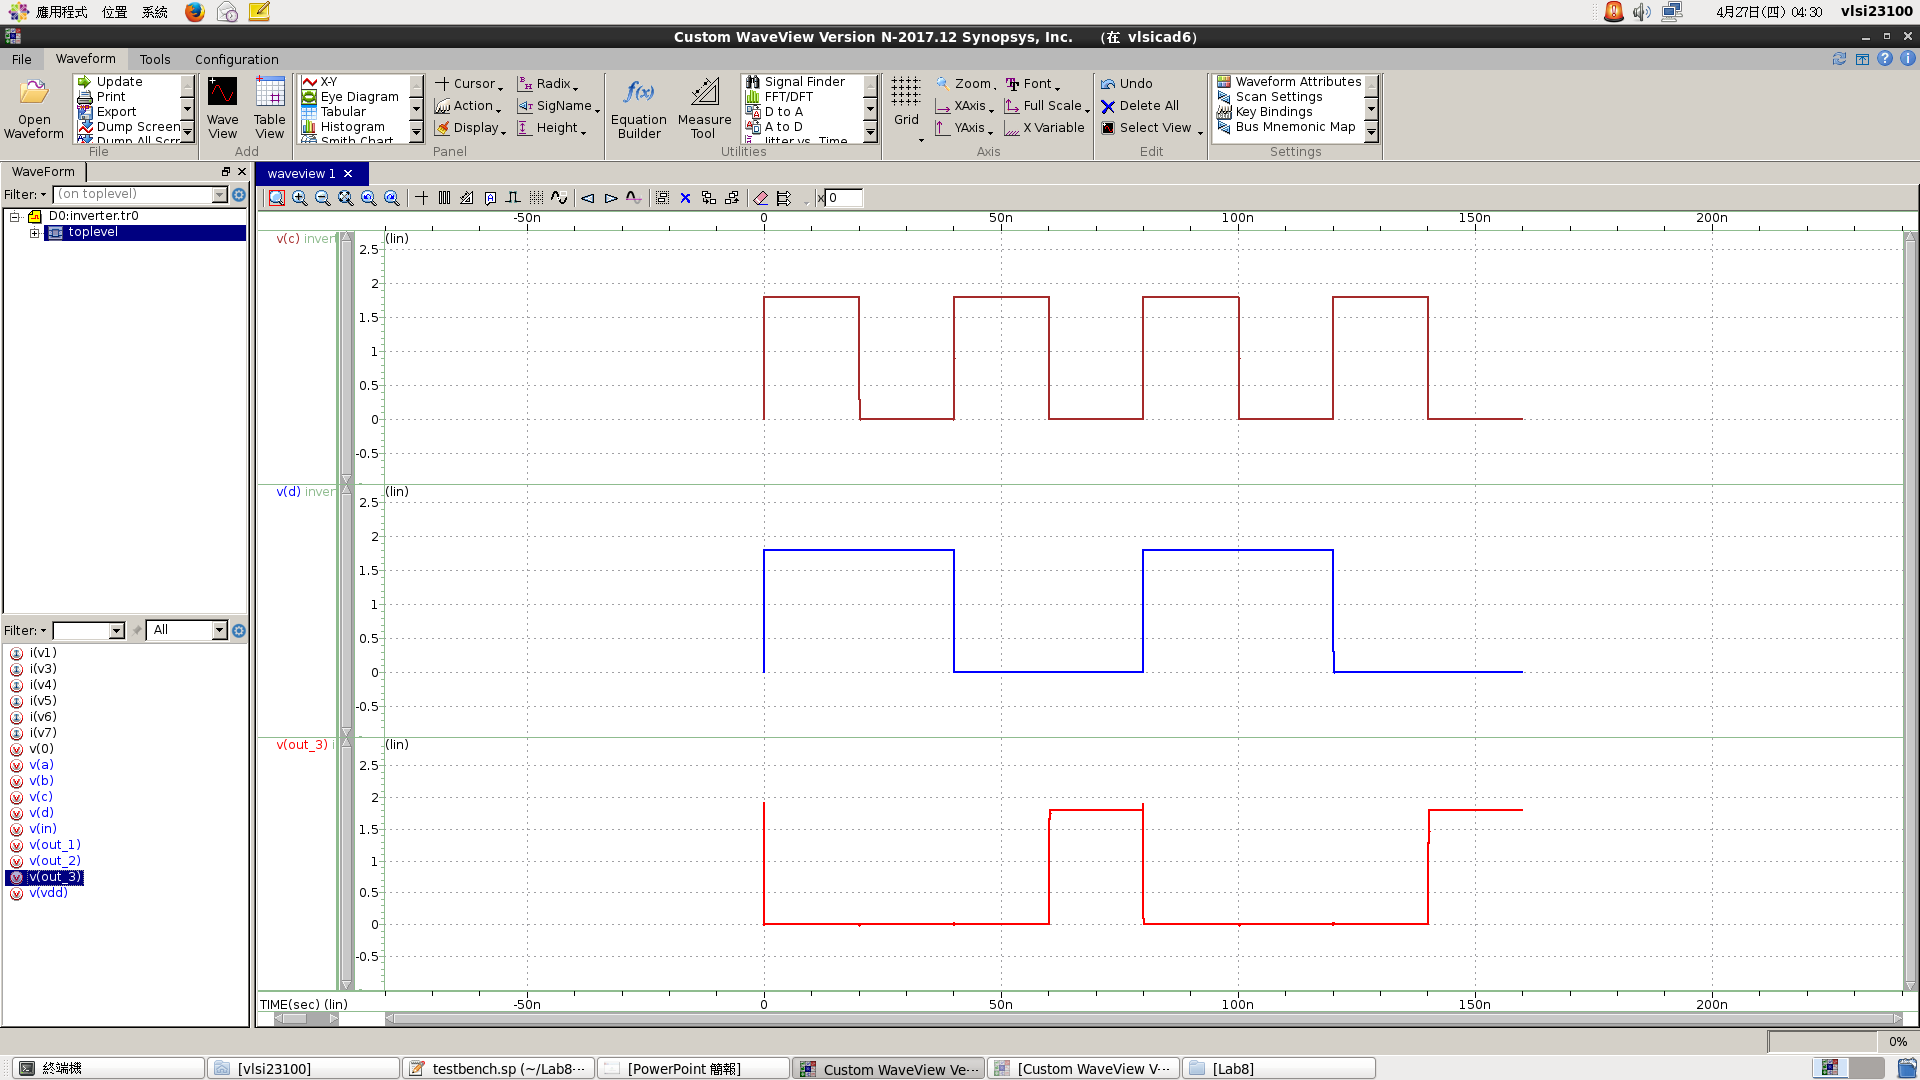 應用程式 位置 系統 4月27日(四) 04:30 vlsi23100
Custom WaveView Version N-2017.12 Synopsys, Inc. (在 vlsicad6)
File Waveform Tools Configuration
Open Waveform
Update
Print
Export
Dump Screen
Dump All Scr
File
Wave View
Table View
Add
X-Y
Eye Diagram
Tabular
Histogram
Smith Chart
Cursor
Action
Display
Radix
SigName
Height
Panel
Equation Builder
Measure Tool
Signal Finder
FFT/DFT
D to A
A to D
Jitter vs. Time
Utilities
Grid
Zoom
XAxis
YAxis
Font
Full Scale
X Variable
Axis
Undo
Delete All
Select View
Edit
Waveform Attributes
Scan Settings
Key Bindings
Bus Mnemonic Map
Settings
WaveForm
Filter: (on toplevel)
D0:inverter.tr0
toplevel
Filter: All
i(v1)
i(v3)
i(v4)
i(v5)
i(v6)
i(v7)
v(0)
v(a)
v(b)
v(c)
v(d)
v(in)
v(out_1)
v(out_2)
v(out_3)
v(vdd)
waveview 1
x 0
-50n 0 50n 100n 150n 200n
v(c) invert (lin)
2.5
2
1.5
1
0.5
0
-0.5
v(d) inver (lin)
2.5
2
1.5
1
0.5
0
-0.5
v(out_3) i (lin)
2.5
2
1.5
1
0.5
0
-0.5
TIME(sec) (lin) -50n 0 50n 100n 150n 200n
0%
終端機 [vlsi23100] testbench.sp (~/Lab8-... [PowerPoint 簡報] Custom WaveView Ve... [Custom WaveView V... [Lab8]